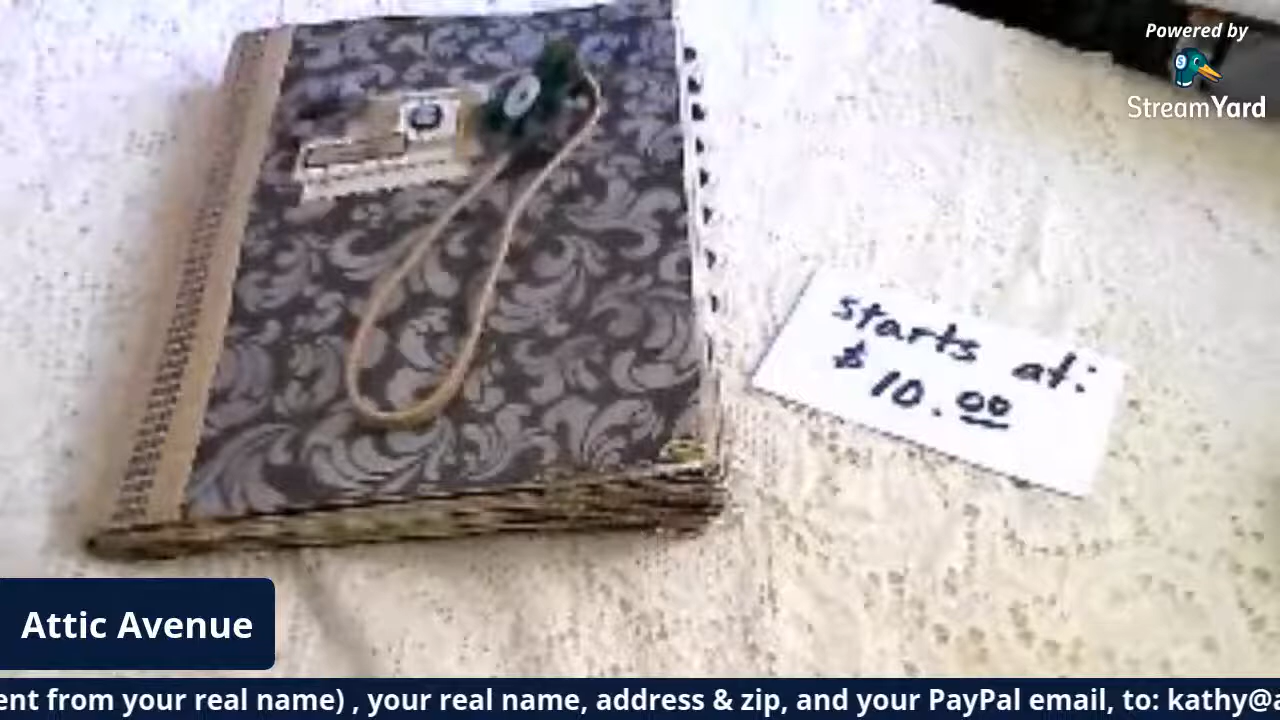 Powered by
StreamYard
starts at:
$10.00
Attic Avenue
ent from your real name) , your real name, address & zip, and your PayPal email, to: kathy@a